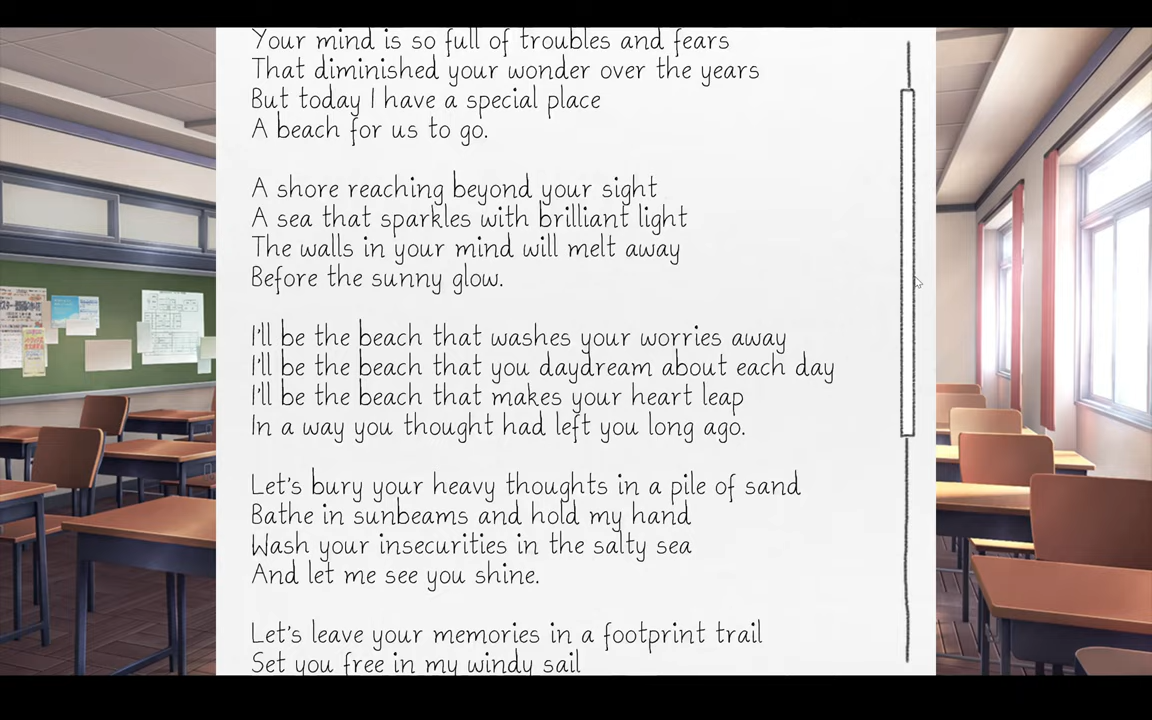 Your mind is so full of troubles and fears
That diminished your wonder over the years
But today I have a special place
A beach for us to go.
A shore reaching beyond your sight
A sea that sparkles with brilliant light
The walls in your mind will melt away
Before the sunny glow.
I'll be the beach that washes your worries away
I'll be the beach that you daydream about each day
I'll be the beach that makes your heart leap
In a way you thought had left you long ago.
Let's bury your heavy thoughts in a pile of sand
Bathe in sunbeams and hold my hand
Wash your insecurities in the salty sea
And let me see you shine.
Let's leave your memories in a footprint trail
Set you free in my windy sail